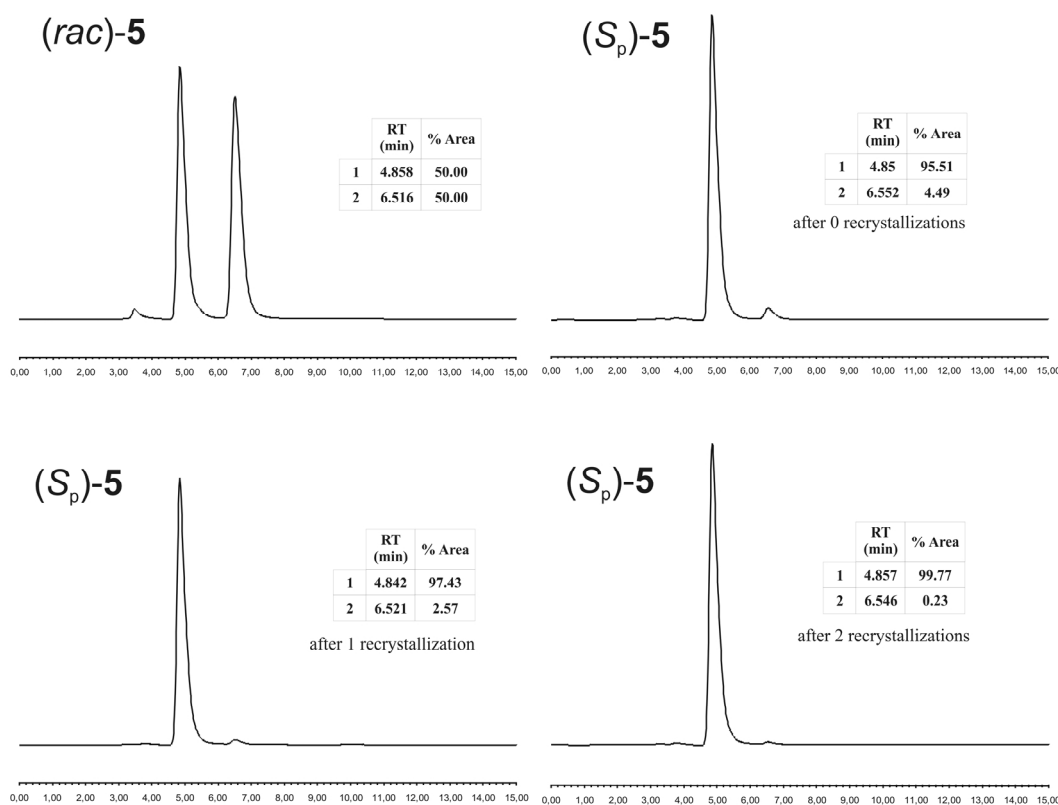 (rac)-5
RT (min) % Area
1 4.858 50.00
2 6.516 50.00
0,00 1,00 2,00 3,00 4,00 5,00 6,00 7,00 8,00 9,00 10,00 11,00 12,00 13,00 14,00 15,00
(Sp)-5
RT (min) % Area
1 4.85 95.51
2 6.552 4.49
after 0 recrystallizations
0,00 1,00 2,00 3,00 4,00 5,00 6,00 7,00 8,00 9,00 10,00 11,00 12,00 13,00 14,00 15,00
(Sp)-5
RT (min) % Area
1 4.842 97.43
2 6.521 2.57
after 1 recrystallization
0,00 1,00 2,00 3,00 4,00 5,00 6,00 7,00 8,00 9,00 10,00 11,00 12,00 13,00 14,00 15,00
(Sp)-5
RT (min) % Area
1 4.857 99.77
2 6.546 0.23
after 2 recrystallizations
0,00 1,00 2,00 3,00 4,00 5,00 6,00 7,00 8,00 9,00 10,00 11,00 12,00 13,00 14,00 15,00